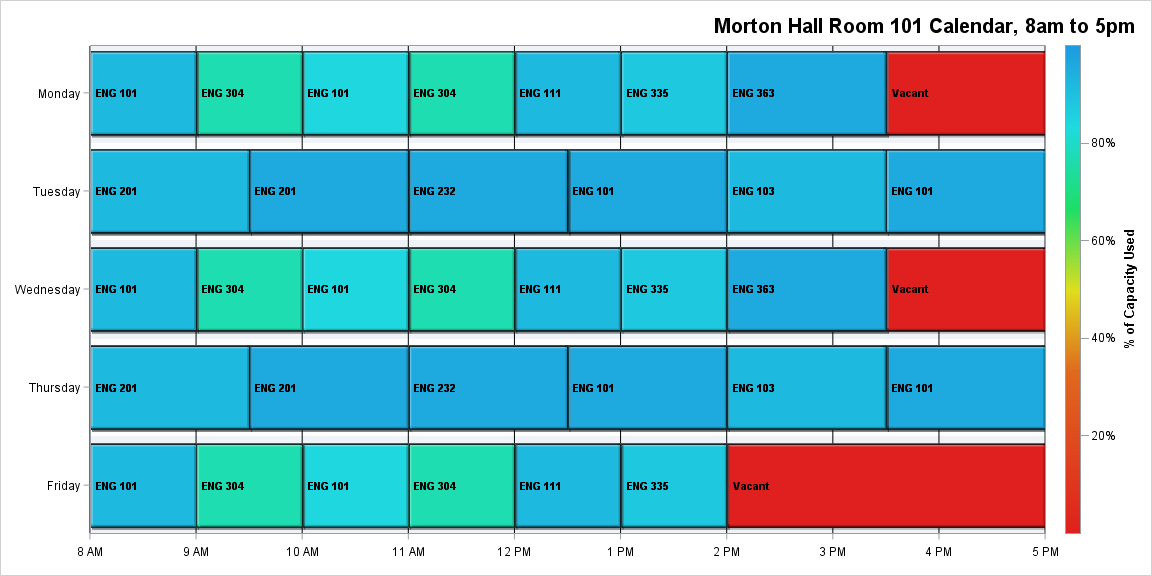 Morton Hall Room 101 Calendar, 8am to 5pm
Monday
ENG 101
ENG 304
ENG 101
ENG 304
ENG 111
ENG 335
ENG 363
Vacant
Tuesday
ENG 201
ENG 201
ENG 232
ENG 101
ENG 103
ENG 101
Wednesday
ENG 101
ENG 304
ENG 101
ENG 304
ENG 111
ENG 335
ENG 363
Vacant
Thursday
ENG 201
ENG 201
ENG 232
ENG 101
ENG 103
ENG 101
Friday
ENG 101
ENG 304
ENG 101
ENG 304
ENG 111
ENG 335
Vacant
8 AM
9 AM
10 AM
11 AM
12 PM
1 PM
2 PM
3 PM
4 PM
5 PM
80%
60%
40%
20%
% of Capacity Used